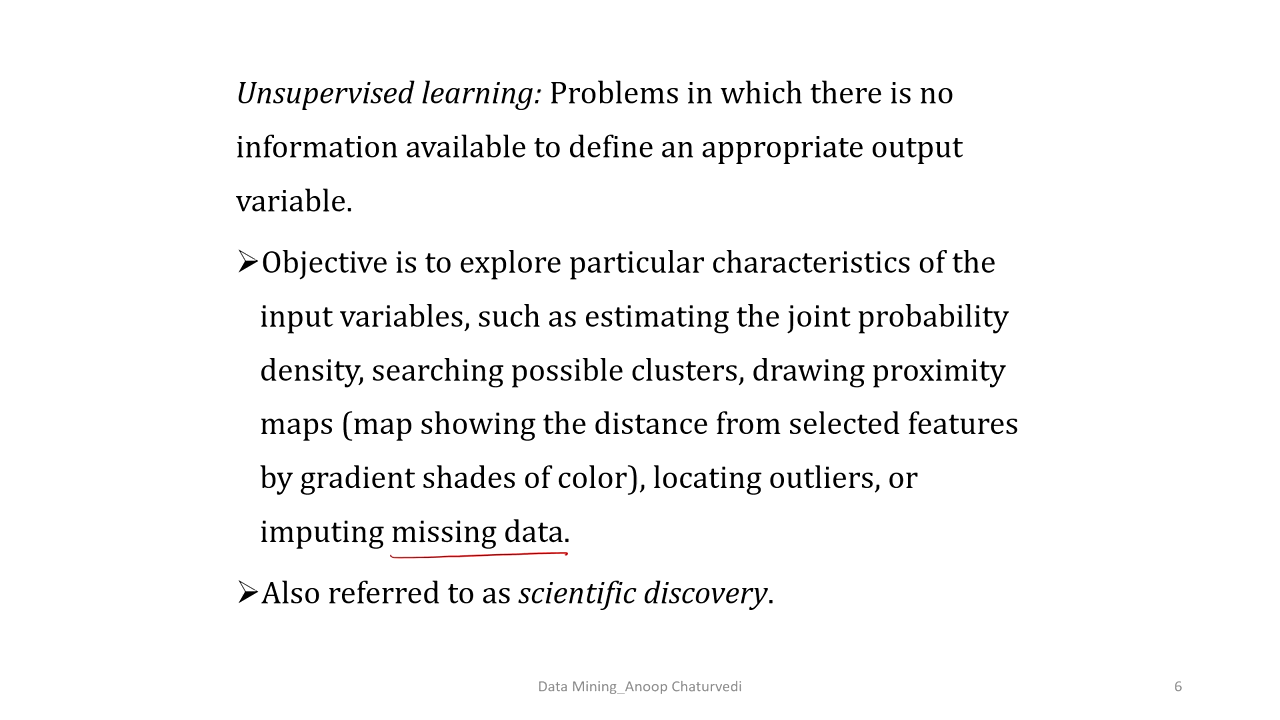 Unsupervised learning: Problems in which there is no
information available to define an appropriate output
variable.
➢Objective is to explore particular characteristics of the
input variables, such as estimating the joint probability
density, searching possible clusters, drawing proximity
maps (map showing the distance from selected features
by gradient shades of color), locating outliers, or
imputing missing data.
➢Also referred to as scientific discovery.
Data Mining_Anoop Chaturvedi
6